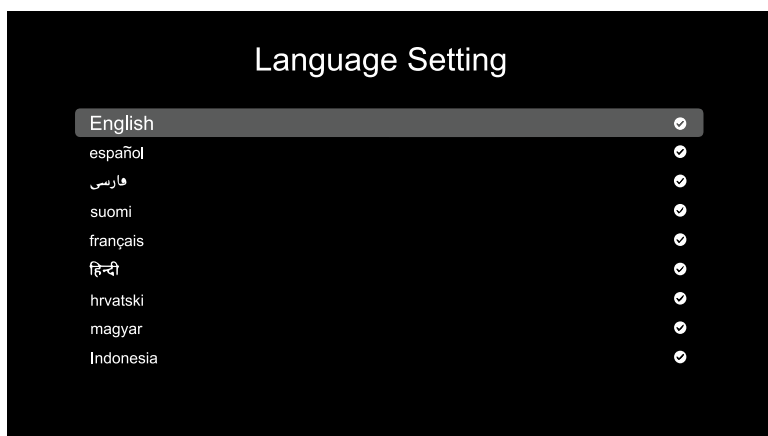 Language Setting
English
español
فارسی
suomi
français
हिन्दी
hrvatski
magyar
Indonesia